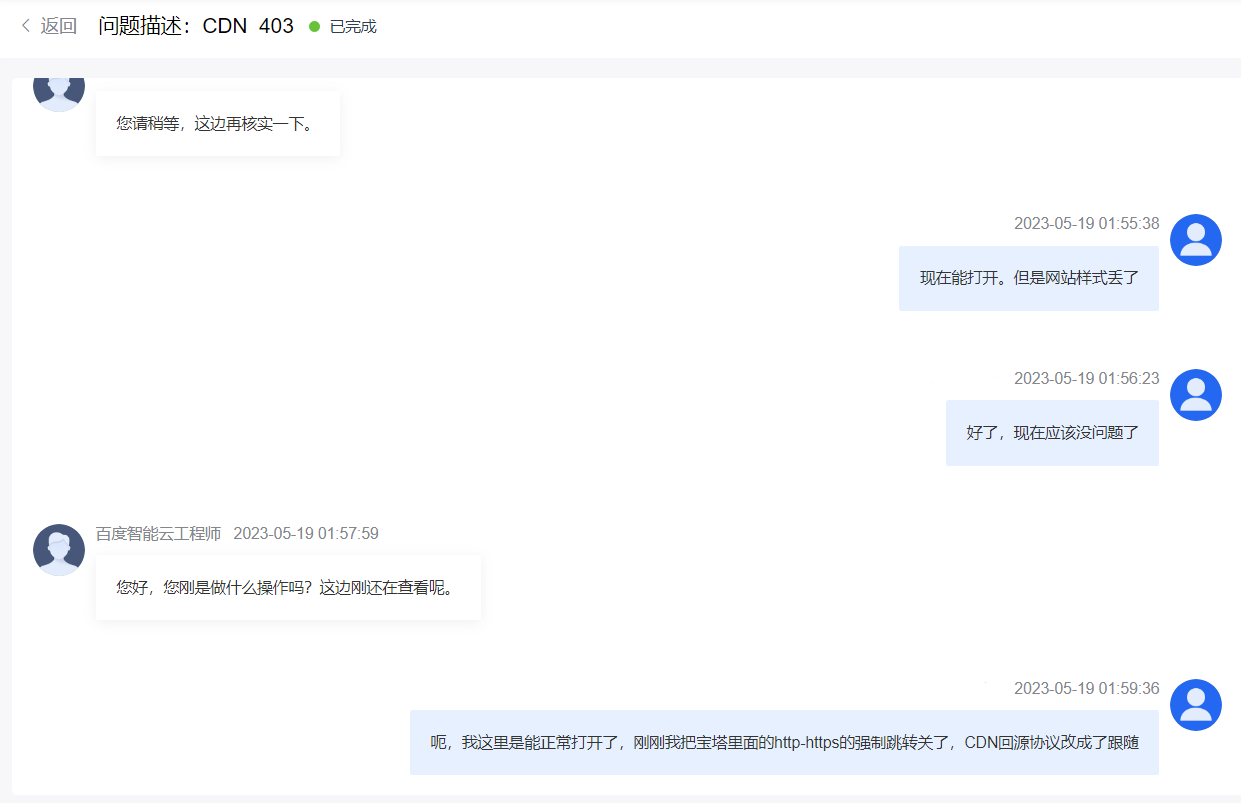 返回 问题描述：CDN 403 已完成
您请稍等，这边再核实一下。
2023-05-19 01:55:38
现在能打开。但是网站样式丢了
2023-05-19 01:56:23
好了，现在应该没问题了
百度智能云工程师 2023-05-19 01:57:59
您好，您刚是做什么操作吗？这边刚还在查看呢。
2023-05-19 01:59:36
呃，我这里是能正常打开了，刚刚我把宝塔里面的http-https的强制跳转关了，CDN回源协议改成了跟随